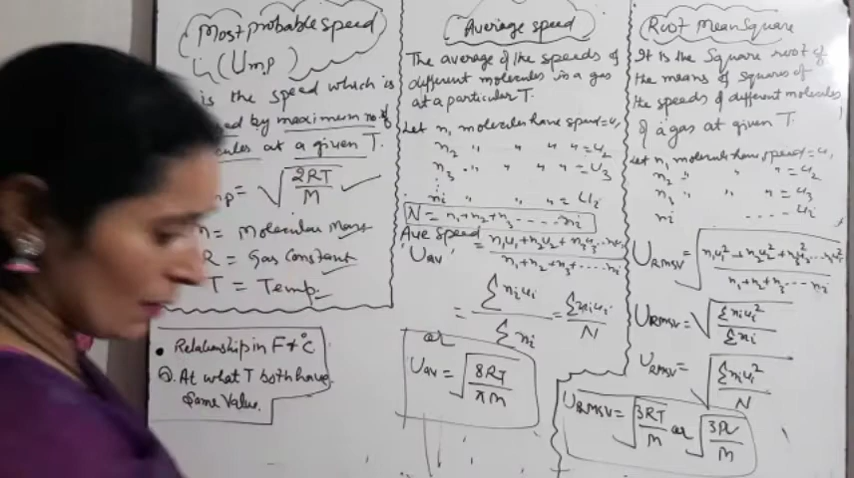 Most probable speed
(Ump)
is the speed which is
by maximum no of
at a given T.
= √2RT/M
= Molecular Mass
R = Gas Constant
T = Temp.
• Relationship in F & °C
Q. At what T both have
same value.
Average speed
The average of the speeds of
different molecules in a gas
at a particular T.
Let n1 molecules have speed = u1
n2 " " " " = u2
n3 " " " " = u3
ni " " = ui
N = n1 + n2 + n3 ----- ni
Ave speed = n1u1 + n2u2 + n3u3 ... / n1 + n2 + n3 + .... ni
'Uav'
= Σniui / Σni = Σniui / N
or
Uav = √8RT/πM
Root Mean Square
It is the Square root of
the means of squares of
the speeds of different molecules
of a gas at given T.
Let n1 molecule have speed = u1
n2 " " " = u2
n3 " " " = u3
ni .... ui
URMSV = √n1u1² + n2u2² + n3u3² ... niui² / n1 + n2 + n3 --- ni
URMSV = √Σniui² / Σni
URMSV = √Σniui² / N
URMSV = √3RT/M or √3PV/M